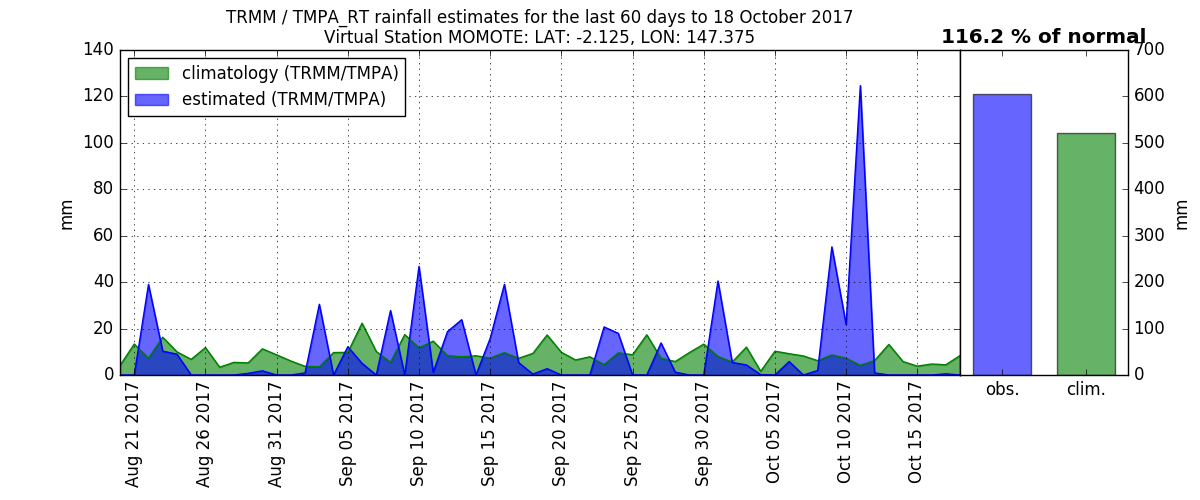 TRMM / TMPA_RT rainfall estimates for the last 60 days to 18 October 2017
Virtual Station MOMOTE: LAT: -2.125, LON: 147.375
116.2 % of normal
climatology (TRMM/TMPA)
estimated (TRMM/TMPA)
mm
140
120
100
80
60
40
20
0
Aug 21 2017
Aug 26 2017
Aug 31 2017
Sep 05 2017
Sep 10 2017
Sep 15 2017
Sep 20 2017
Sep 25 2017
Sep 30 2017
Oct 05 2017
Oct 10 2017
Oct 15 2017
700
600
500
400
300
200
100
0
mm
obs.
clim.